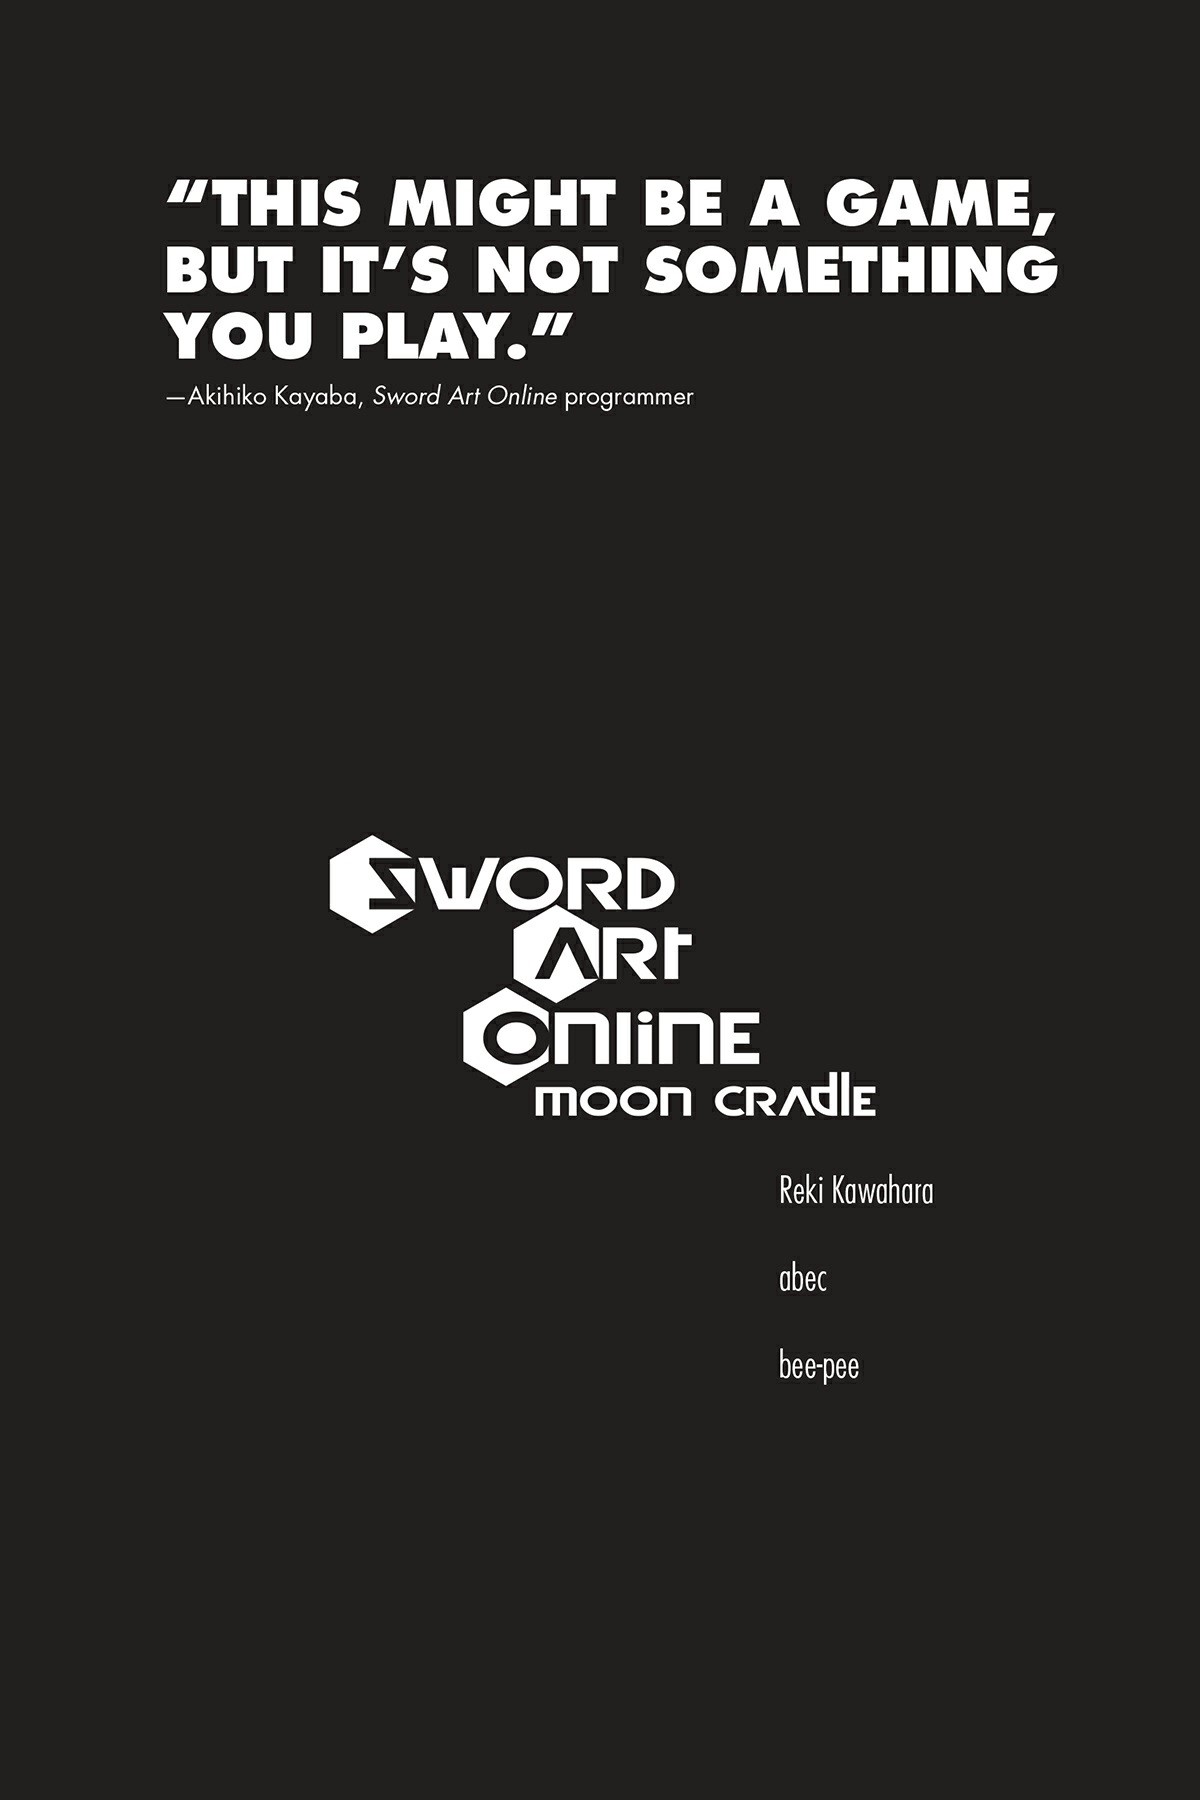 “THIS MIGHT BE A GAME,
BUT IT’S NOT SOMETHING
YOU PLAY.”
—Akihiko Kayaba, Sword Art Online programmer
SWORD
ART
ONLINE
MOON CRADLE
Reki Kawahara
abec
bee-pee